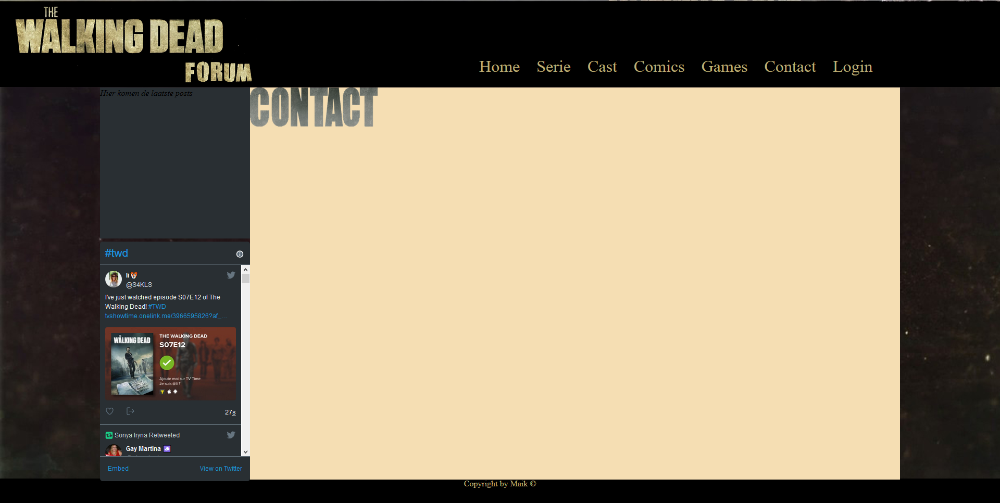 THE
WALKING DEAD
FORUM
Home Serie Cast Comics Games Contact Login
Hier komen de laatste posts
CONTACT
#twd
li
@S4KLS
I've just watched episode S07E12 of The
Walking Dead! #TWD
tvshowtime.onelink.me/3966595826?af_...
THE
WALKING DEAD
THE WALKING DEAD
S07E12
Ajoute moi sur TV Time
Je suis @li ?
27s
Sonya Iryna Retweeted
Gay Martina
Embed View on Twitter
Copyright by Maik ©